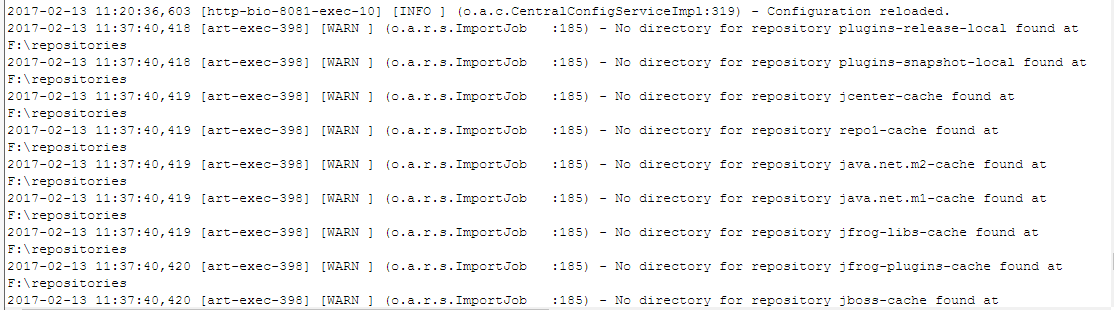 2017-02-13 11:20:36,603 [http-bio-8081-exec-10] [INFO ] (o.a.c.CentralConfigServiceImpl:319) - Configuration reloaded.
2017-02-13 11:37:40,418 [art-exec-398] [WARN ] (o.a.r.s.ImportJob   :185) - No directory for repository plugins-release-local found at
F:\repositories
2017-02-13 11:37:40,418 [art-exec-398] [WARN ] (o.a.r.s.ImportJob   :185) - No directory for repository plugins-snapshot-local found at
F:\repositories
2017-02-13 11:37:40,419 [art-exec-398] [WARN ] (o.a.r.s.ImportJob   :185) - No directory for repository jcenter-cache found at
F:\repositories
2017-02-13 11:37:40,419 [art-exec-398] [WARN ] (o.a.r.s.ImportJob   :185) - No directory for repository repo1-cache found at
F:\repositories
2017-02-13 11:37:40,419 [art-exec-398] [WARN ] (o.a.r.s.ImportJob   :185) - No directory for repository java.net.m2-cache found at
F:\repositories
2017-02-13 11:37:40,419 [art-exec-398] [WARN ] (o.a.r.s.ImportJob   :185) - No directory for repository java.net.m1-cache found at
F:\repositories
2017-02-13 11:37:40,419 [art-exec-398] [WARN ] (o.a.r.s.ImportJob   :185) - No directory for repository jfrog-libs-cache found at
F:\repositories
2017-02-13 11:37:40,420 [art-exec-398] [WARN ] (o.a.r.s.ImportJob   :185) - No directory for repository jfrog-plugins-cache found at
F:\repositories
2017-02-13 11:37:40,420 [art-exec-398] [WARN ] (o.a.r.s.ImportJob   :185) - No directory for repository jboss-cache found at